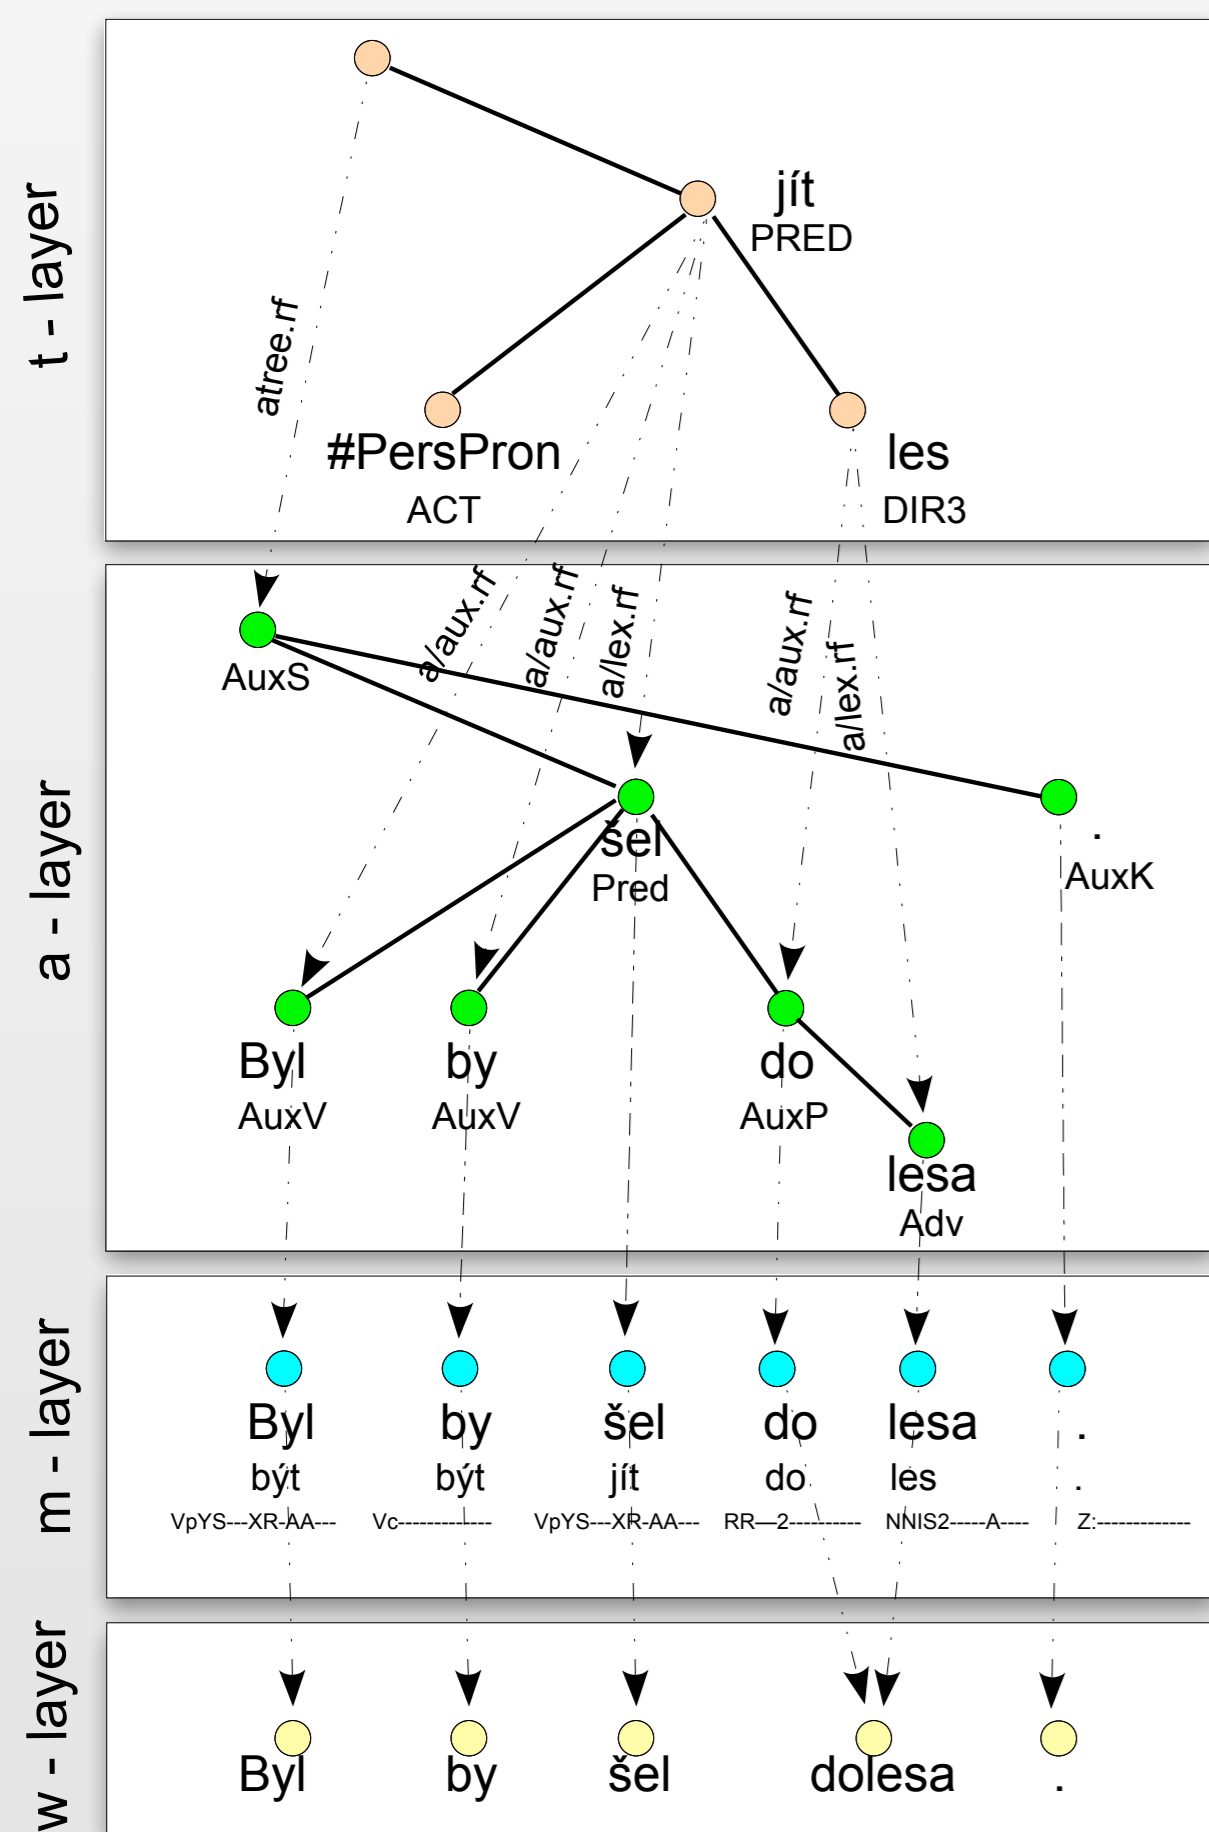 t - layer
jít
PRED
atree.rf
#PersPron
ACT
les
DIR3
a - layer
AuxS
a/aux.rf
a/aux.rf
a/lex.rf
a/aux.rf
a/lex.rf
šel
Pred
.
AuxK
Byl by do
AuxV AuxV AuxP
lesa
Adv
m - layer
Byl by šel do lesa .
být být jít do les .
VpYS---XR-AA--- Vc------------- VpYS---XR-AA--- RR—2---------- NNIS2-----A---- Z:-------------
w - layer
Byl by šel dolesa .